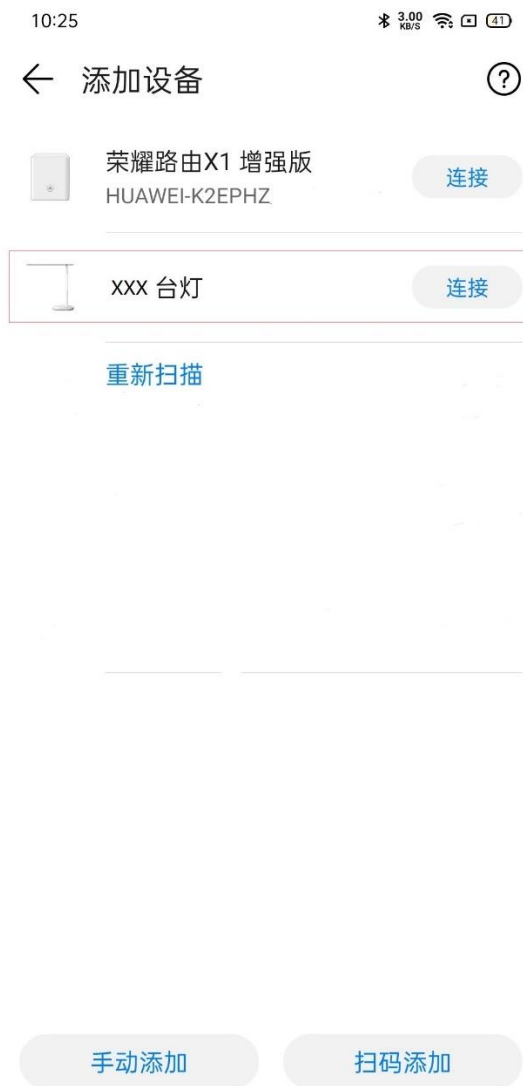 10:25
3.00 KB/S
41
添加设备
?
荣耀路由X1 增强版
HUAWEI-K2EPHZ
连接
XXX 台灯
连接
重新扫描
手动添加
扫码添加